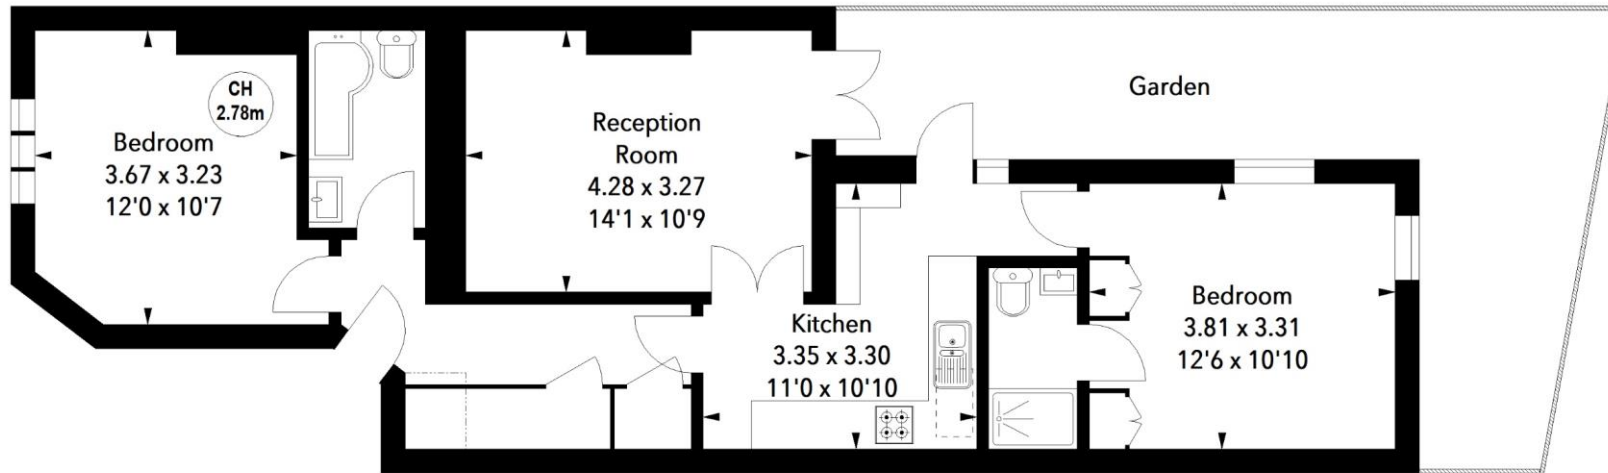 CH
2.78m
Bedroom
3.67 x 3.23
12'0 x 10'7
Reception
Room
4.28 x 3.27
14'1 x 10'9
Garden
Kitchen
3.35 x 3.30
11'0 x 10'10
Bedroom
3.81 x 3.31
12'6 x 10'10